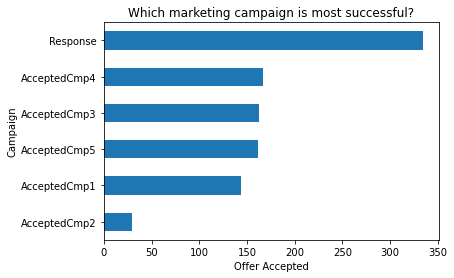 Which marketing campaign is most successful?
Response
AcceptedCmp4
AcceptedCmp3
AcceptedCmp5
AcceptedCmp1
AcceptedCmp2
Campaign
0 50 100 150 200 250 300 350
Offer Accepted